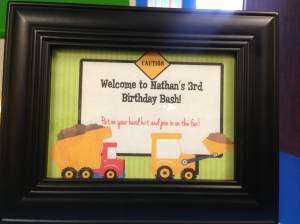 CAUTION
Welcome to Nathan's 3rd
Birthday Bash!
Put on your hard hat and join in on the fun!